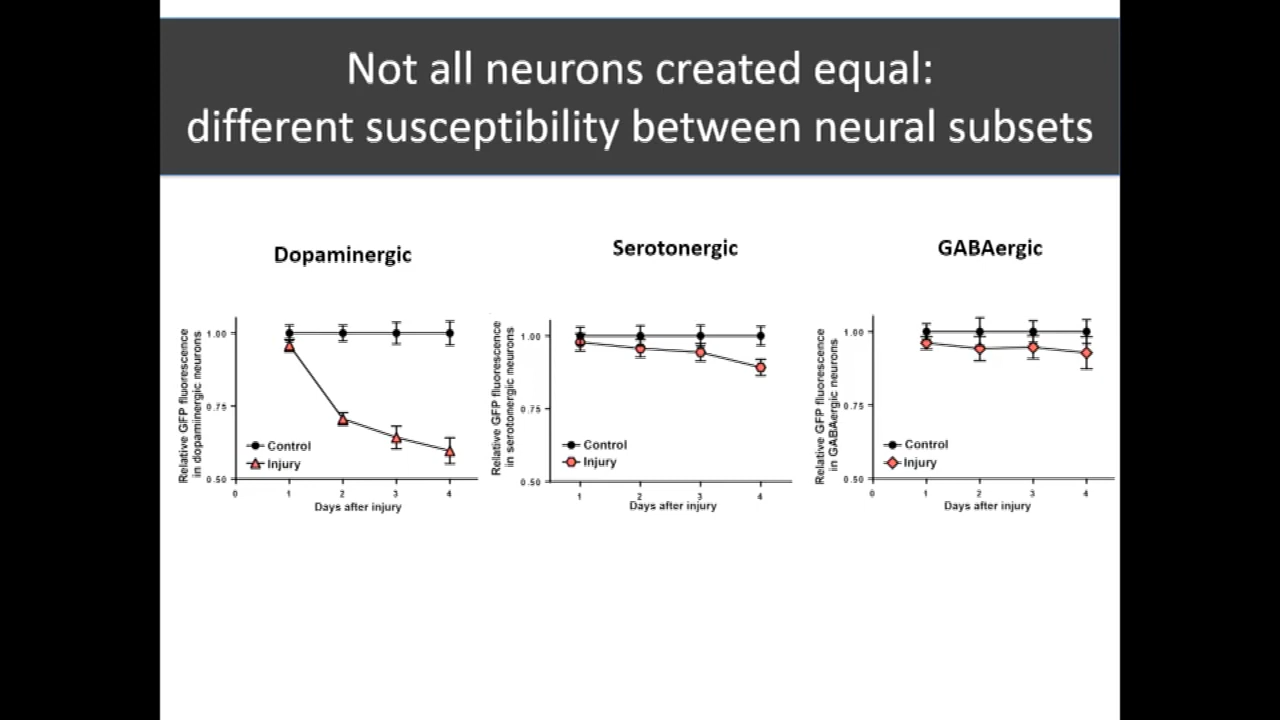 Not all neurons created equal:
different susceptibility between neural subsets
Dopaminergic
Relative GFP fluorescence
in dopaminergic neurons
1.00
0.75
0.50
Control
Injury
0 1 2 3 4
Days after injury
Serotonergic
Relative GFP fluorescence
in serotonergic neurons
1.00
0.75
0.50
Control
Injury
1 2 3 4
Days after injury
GABAergic
Relative GFP fluorescence
in GABAergic neurons
1.00
0.75
0.50
Control
Injury
0 1 2 3 4
Days after injury